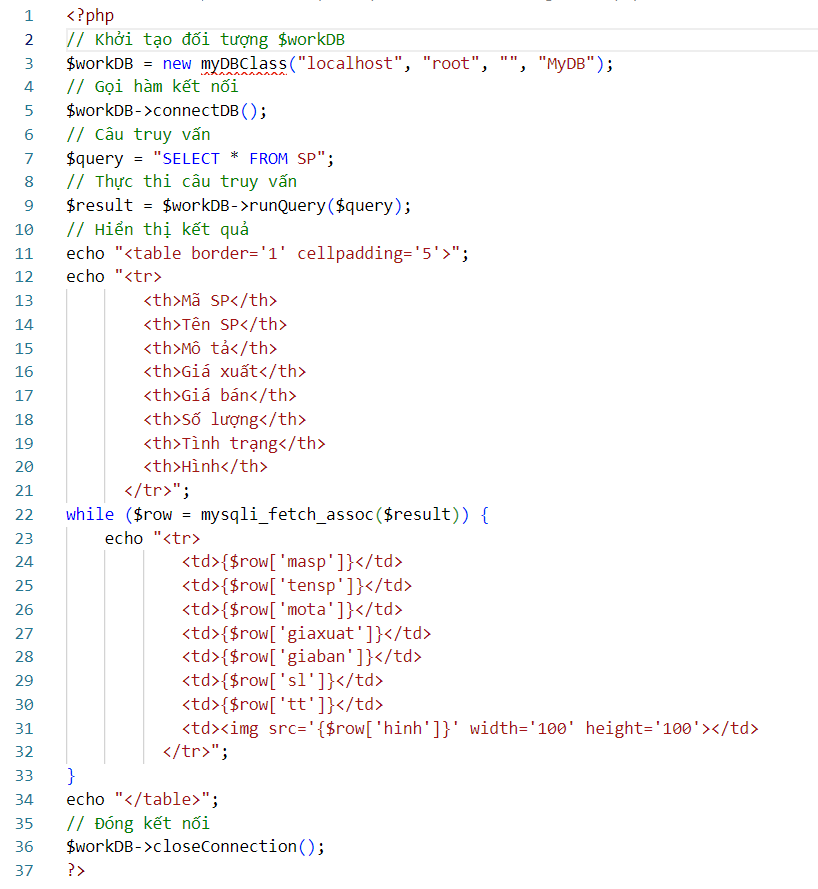 1 <?php
2 // Khởi tạo đối tượng $workDB
3 $workDB = new myDBClass("localhost", "root", "", "MyDB");
4 // Gọi hàm kết nối
5 $workDB->connectDB();
6 // Câu truy vấn
7 $query = "SELECT * FROM SP";
8 // Thực thi câu truy vấn
9 $result = $workDB->runQuery($query);
10 // Hiển thị kết quả
11 echo "<table border='1' cellpadding='5'>";
12 echo "<tr>
13 <th>Mã SP</th>
14 <th>Tên SP</th>
15 <th>Mô tả</th>
16 <th>Giá xuất</th>
17 <th>Giá bán</th>
18 <th>Số lượng</th>
19 <th>Tình trạng</th>
20 <th>Hình</th>
21 </tr>";
22 while ($row = mysqli_fetch_assoc($result)) {
23 echo "<tr>
24 <td>{$row['masp']}</td>
25 <td>{$row['tensp']}</td>
26 <td>{$row['mota']}</td>
27 <td>{$row['giaxuat']}</td>
28 <td>{$row['giaban']}</td>
29 <td>{$row['sl']}</td>
30 <td>{$row['tt']}</td>
31 <td><img src='{$row['hinh']}' width='100' height='100'></td>
32 </tr>";
33 }
34 echo "</table>";
35 // Đóng kết nối
36 $workDB->closeConnection();
37 ?>